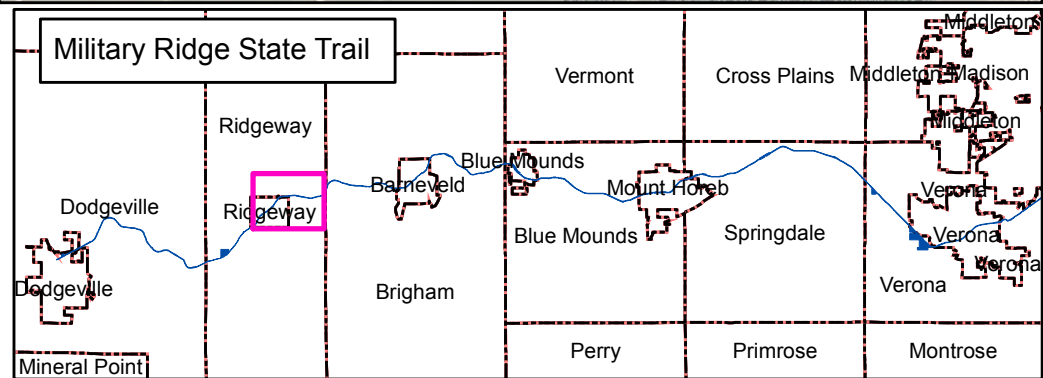 Military Ridge State Trail
Middleton
Vermont
Cross Plains
Middleton
Madison
Middleton
Ridgeway
Blue Mounds
Barneveld
Mount Horeb
Verona
Dodgeville
Ridgeway
Blue Mounds
Springdale
Verona
Verona
Dodgeville
Brigham
Verona
Perry
Primrose
Montrose
Mineral Point